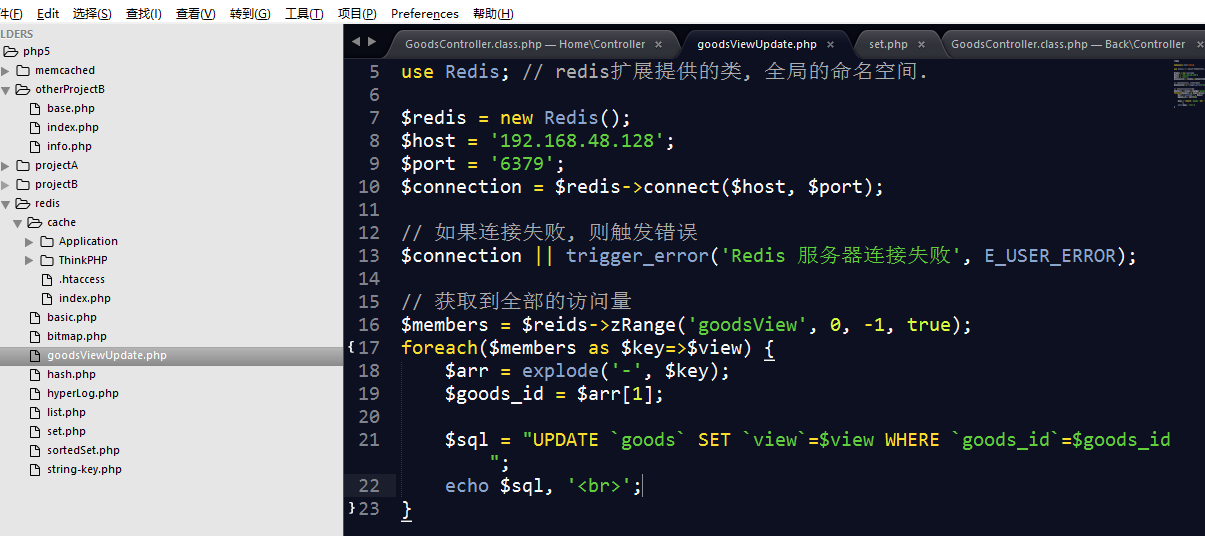 件(F) Edit 选择(S) 查找(I) 查看(V) 转到(G) 工具(T) 项目(P) Preferences 帮助(H)
LDERS
php5
memcached
otherProjectB
base.php
index.php
info.php
projectA
projectB
redis
cache
Application
ThinkPHP
.htaccess
index.php
basic.php
bitmap.php
goodsViewUpdate.php
hash.php
hyperLog.php
list.php
set.php
sortedSet.php
string-key.php
GoodsController.class.php — Home\Controller × goodsViewUpdate.php × set.php × GoodsController.class.php — Back\Controller ×
5 use Redis; // redis扩展提供的类, 全局的命名空间.
6
7 $redis = new Redis();
8 $host = '192.168.48.128';
9 $port = '6379';
10 $connection = $redis->connect($host, $port);
11
12 // 如果连接失败, 则触发错误
13 $connection || trigger_error('Redis 服务器连接失败', E_USER_ERROR);
14
15 // 获取到全部的访问量
16 $members = $reids->zRange('goodsView', 0, -1, true);
{17 foreach($members as $key=>$view) {
18 $arr = explode('-', $key);
19 $goods_id = $arr[1];
20
21 $sql = "UPDATE `goods` SET `view`=$view WHERE `goods_id`=$goods_id
";
22 echo $sql, '<br>';
}23 }